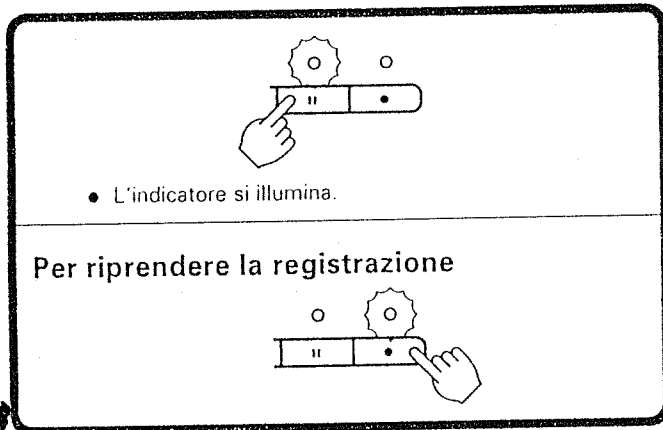 ● L'indicatore si illumina.
Per riprendere la registrazione